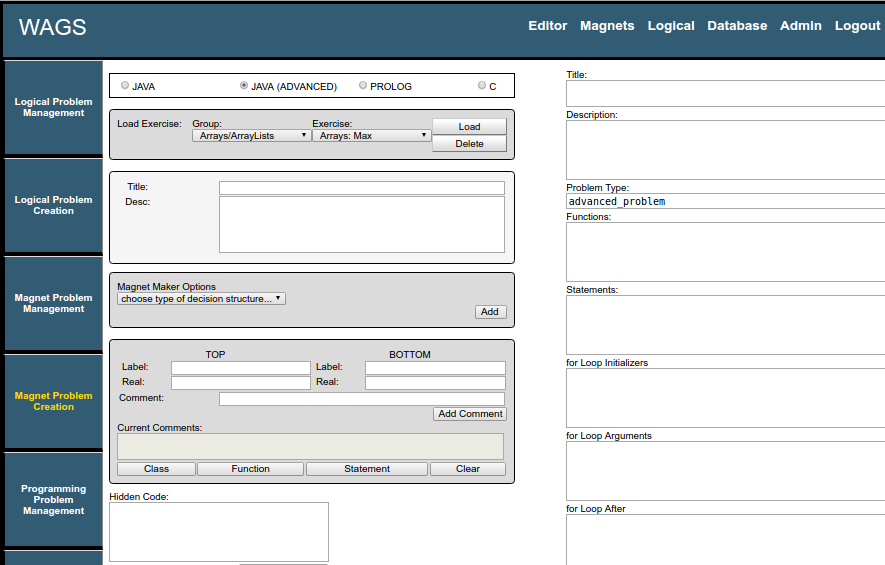 WAGS
Editor Magnets Logical Database Admin Logout
Logical Problem
Management
Logical Problem
Creation
Magnet Problem
Management
Magnet Problem
Creation
Programming
Problem
Management
JAVA JAVA (ADVANCED) PROLOG C
Load Exercise: Group: Exercise:
Arrays/ArrayLists Arrays: Max
Load
Delete
Title:
Desc:
Magnet Maker Options
choose type of decision structure...
Add
TOP BOTTOM
Label: Label:
Real: Real:
Comment:
Add Comment
Current Comments:
Class Function Statement Clear
Hidden Code:
Title:
Description:
Problem Type:
advanced_problem
Functions:
Statements:
for Loop Initializers
for Loop Arguments
for Loop After